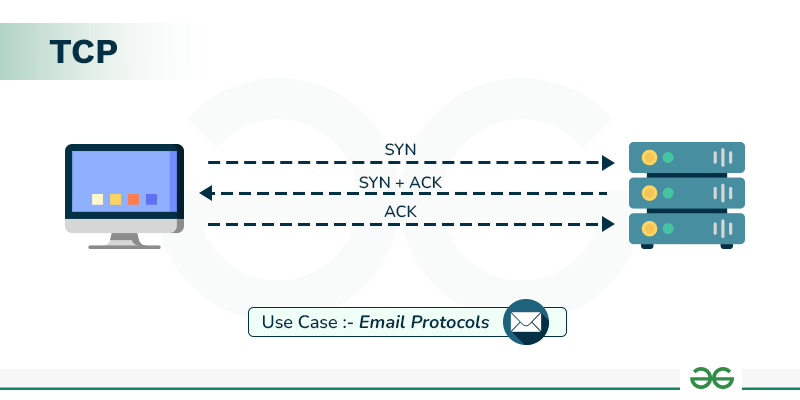 TCP
SYN
SYN + ACK
ACK
Use Case :- Email Protocols